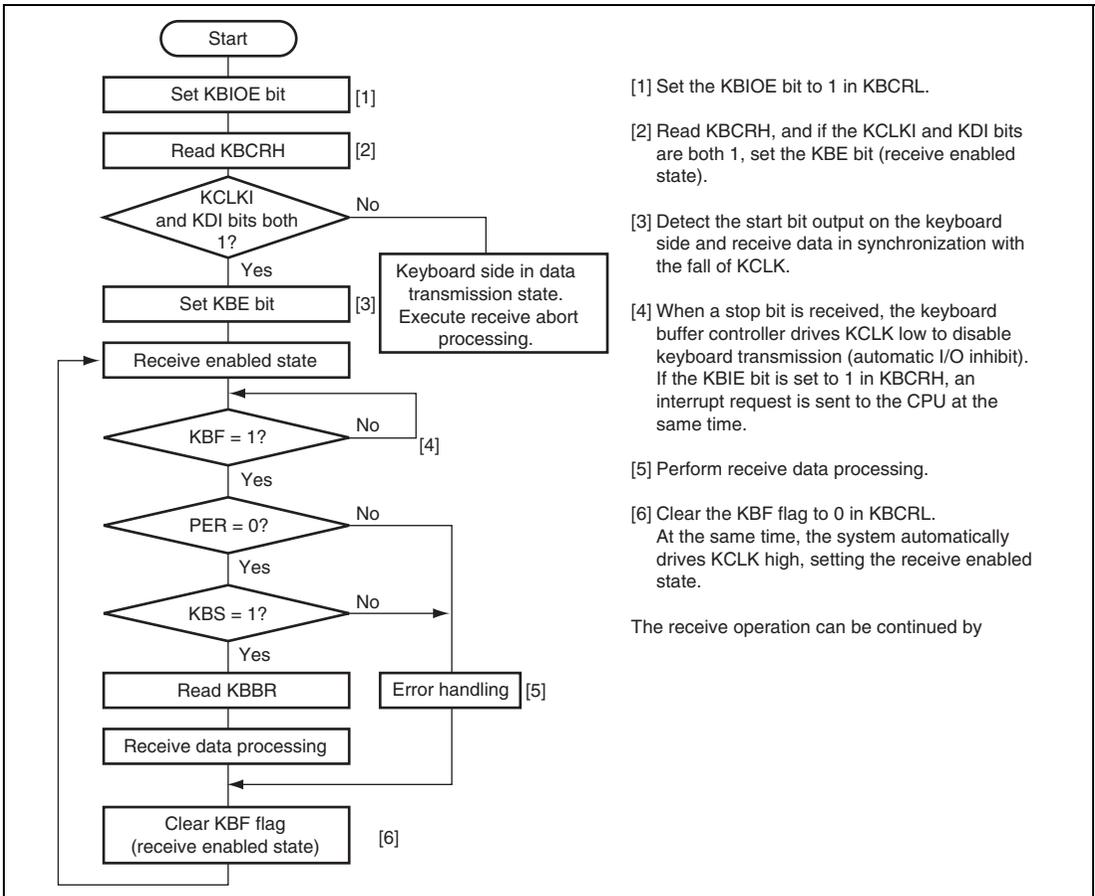 Start
Set KBIOE bit
[1]
Read KBCRH
[2]
KCLKI
and KDI bits both
1?
No
Yes
Keyboard side in data
transmission state.
Execute receive abort
processing.
Set KBE bit
[3]
Receive enabled state
KBF = 1?
No
[4]
Yes
PER = 0?
No
Yes
KBS = 1?
No
Yes
Read KBBR
Error handling
[5]
Receive data processing
Clear KBF flag
(receive enabled state)
[6]
[1] Set the KBIOE bit to 1 in KBCRL.
[2] Read KBCRH, and if the KCLKI and KDI bits
are both 1, set the KBE bit (receive enabled
state).
[3] Detect the start bit output on the keyboard
side and receive data in synchronization with
the fall of KCLK.
[4] When a stop bit is received, the keyboard
buffer controller drives KCLK low to disable
keyboard transmission (automatic I/O inhibit).
If the KBIE bit is set to 1 in KBCRH, an
interrupt request is sent to the CPU at the
same time.
[5] Perform receive data processing.
[6] Clear the KBF flag to 0 in KBCRL.
At the same time, the system automatically
drives KCLK high, setting the receive enabled
state.
The receive operation can be continued by